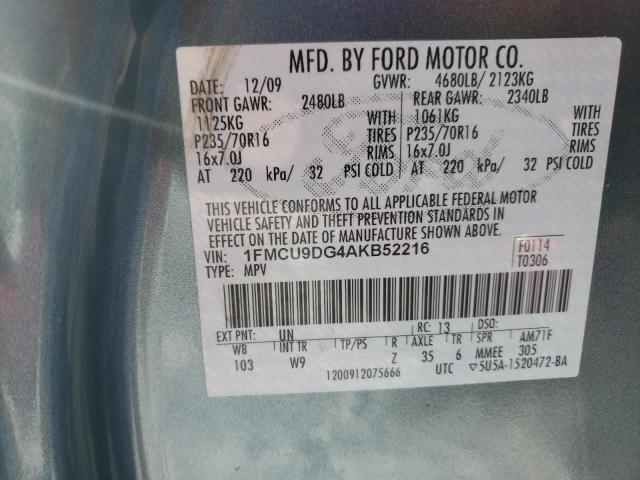 MFD. BY FORD MOTOR CO.
DATE: 12/09 GVWR: 4680LB/ 2123KG
FRONT GAWR: 2480LB REAR GAWR: 2340LB
1125KG WITH 1061KG WITH
P235/70R16 TIRES P235/70R16 TIRES
16x7.0J RIMS 16x7.0J RIMS
AT 220 kPa/ 32 PSI COLD AT 220 kPa/ 32 PSI COLD
THIS VEHICLE CONFORMS TO ALL APPLICABLE FEDERAL MOTOR
VEHICLE SAFETY AND THEFT PREVENTION STANDARDS IN
EFFECT ON THE DATE OF MANUFACTURE SHOWN ABOVE.
VIN: 1FMCU9DG4AKB52216 F0114
TYPE: MPV T0306
EXT PNT: UN RC: 13 DSO:
WB INT TR TP/PS R AXLE TR SPR AM71F
103 W9 Z 35 6 MMEE 305
1200912075666 UTC ▽5U5A-1520472-BA